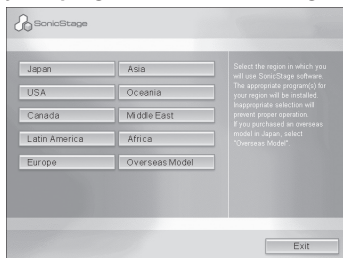 SonicStage
Japan
Asia
USA
Oceania
Canada
Middle East
Latin America
Africa
Europe
Overseas Model
Select the region in which you
will use SonicStage software.
The appropriate program(s) for
your region will be installed.
Inappropriate selection will
prevent proper operation.
If you purchased an overseas
model in Japan, select
"Overseas Model".
Exit